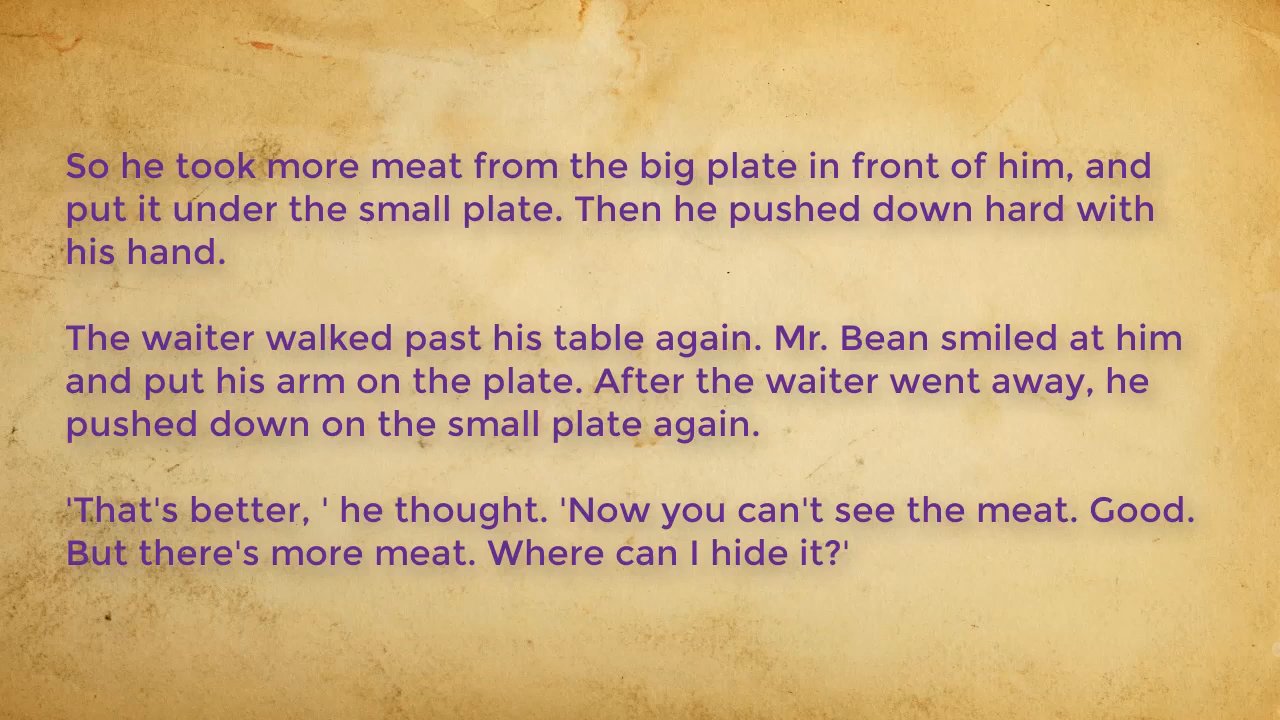 So he took more meat from the big plate in front of him, and
put it under the small plate. Then he pushed down hard with
his hand.
The waiter walked past his table again. Mr. Bean smiled at him
and put his arm on the plate. After the waiter went away, he
pushed down on the small plate again.
'That's better, ' he thought. 'Now you can't see the meat. Good.
But there's more meat. Where can I hide it?'